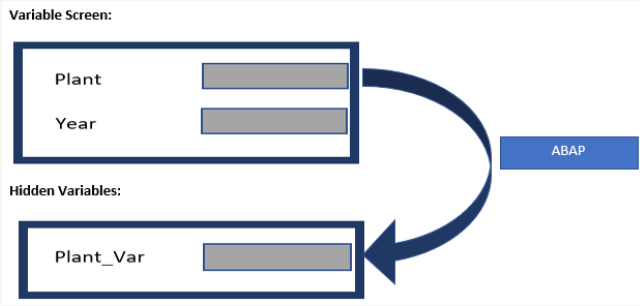 Variable Screen:
Plant
Year
ABAP
Hidden Variables:
Plant_Var